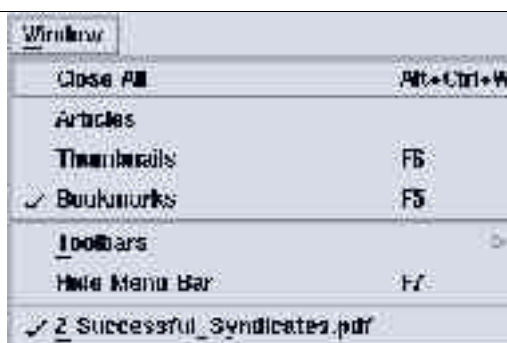 Window
Close All Alt+Ctrl+W
Articles
Thumbnails F6
✓ Bookmarks F5
Toolbars
Hide Menu Bar F7
✓ 2 Successful_Syndicates.pdf